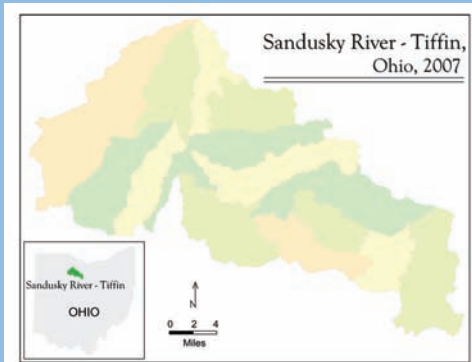 Sandusky River - Tiffin,
Ohio, 2007
Sandusky River - Tiffin
OHIO
N
0 2 4
Miles